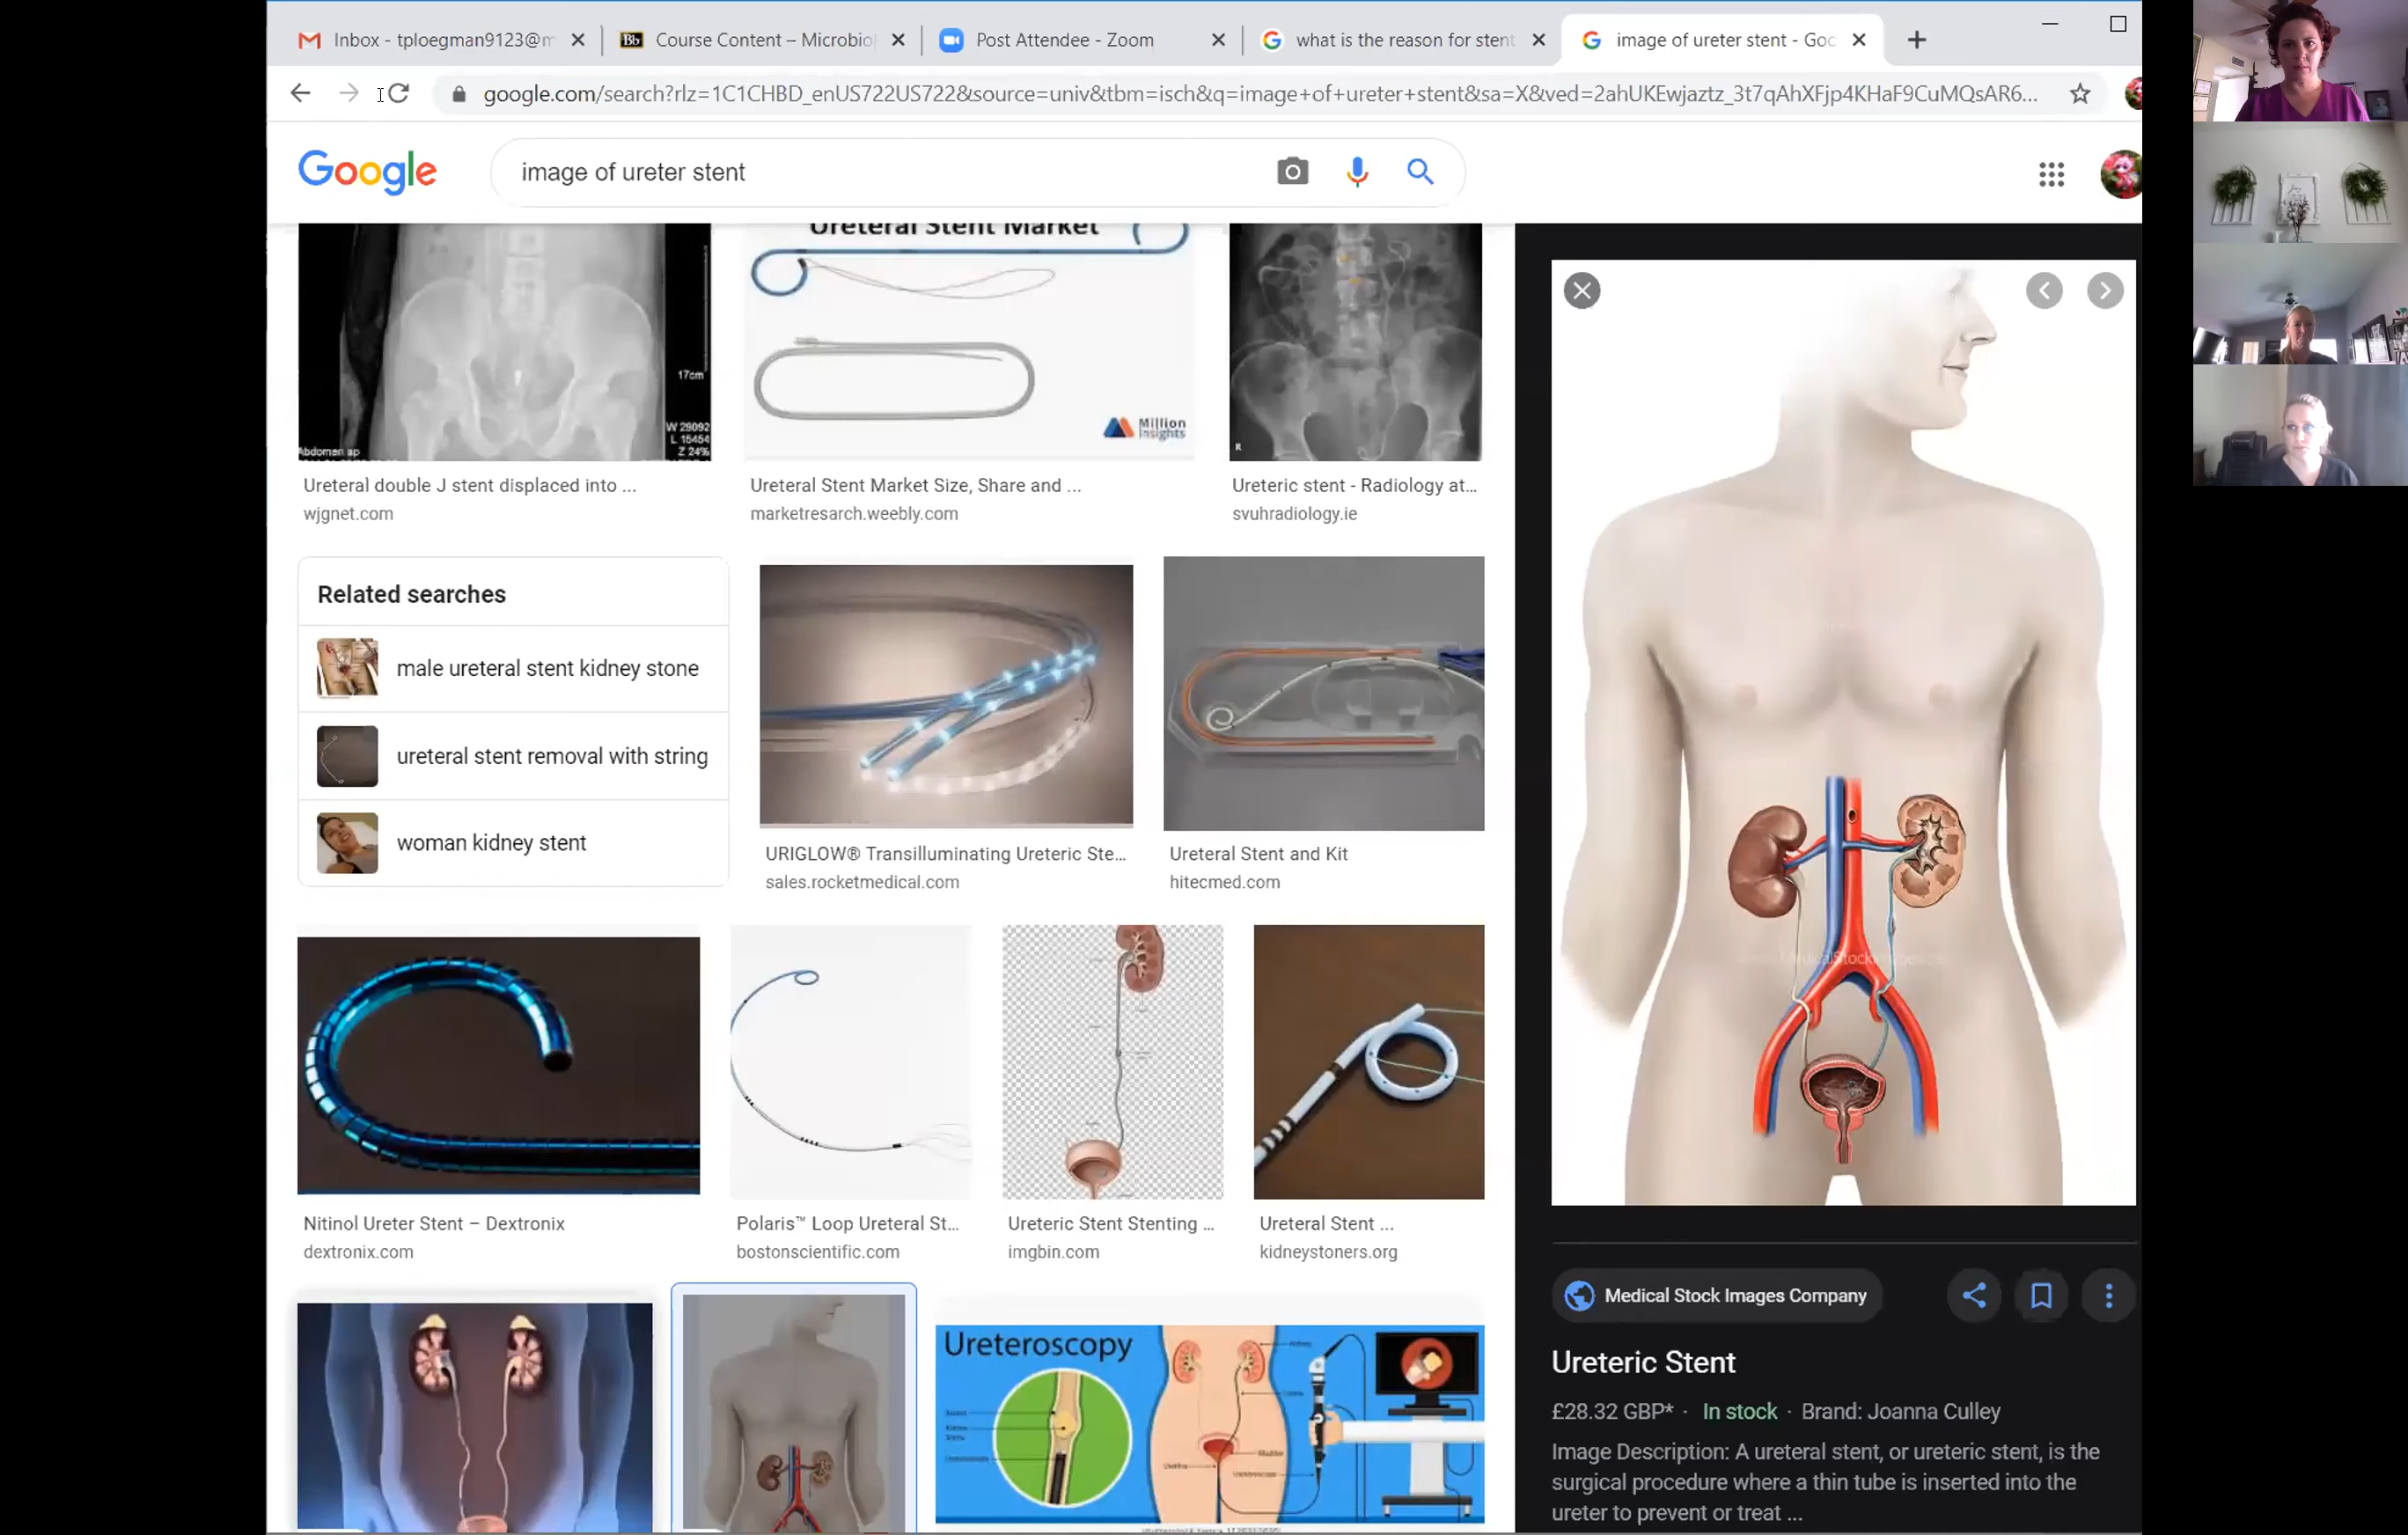 Inbox - tploegman9123@m
Course Content – Microbiol
Post Attendee - Zoom
what is the reason for stent
image of ureter stent - Goo
google.com/search?rlz=1C1CHBD_enUS722US722&source=univ&tbm=isch&q=image+of+ureter+stent&sa=X&ved=2ahUKEwjaztz_3t7qAhXFjp4KHaF9CuMQsAR6...
Google
image of ureter stent
17cm
W 29092
L 15454
Z 24%
Abdomen ap
Ureteral double J stent displaced into ...
wjgnet.com
Ureteral Stent Market
Million
Insights
Ureteral Stent Market Size, Share and ...
marketresarch.weebly.com
R
Ureteric stent - Radiology at...
svuhradiology.ie
Related searches
male ureteral stent kidney stone
ureteral stent removal with string
woman kidney stent
URIGLOW® Transilluminating Ureteric Ste...
sales.rocketmedical.com
Ureteral Stent and Kit
hitecmed.com
Nitinol Ureter Stent – Dextronix
dextronix.com
Polaris™ Loop Ureteral St...
bostonscientific.com
Ureteric Stent Stenting ...
imgbin.com
Ureteral Stent ...
kidneystoners.org
Ureteroscopy
Medical Stock Images Company
Ureteric Stent
£28.32 GBP* · In stock · Brand: Joanna Culley
Image Description: A ureteral stent, or ureteric stent, is the
surgical procedure where a thin tube is inserted into the
ureter to prevent or treat ...